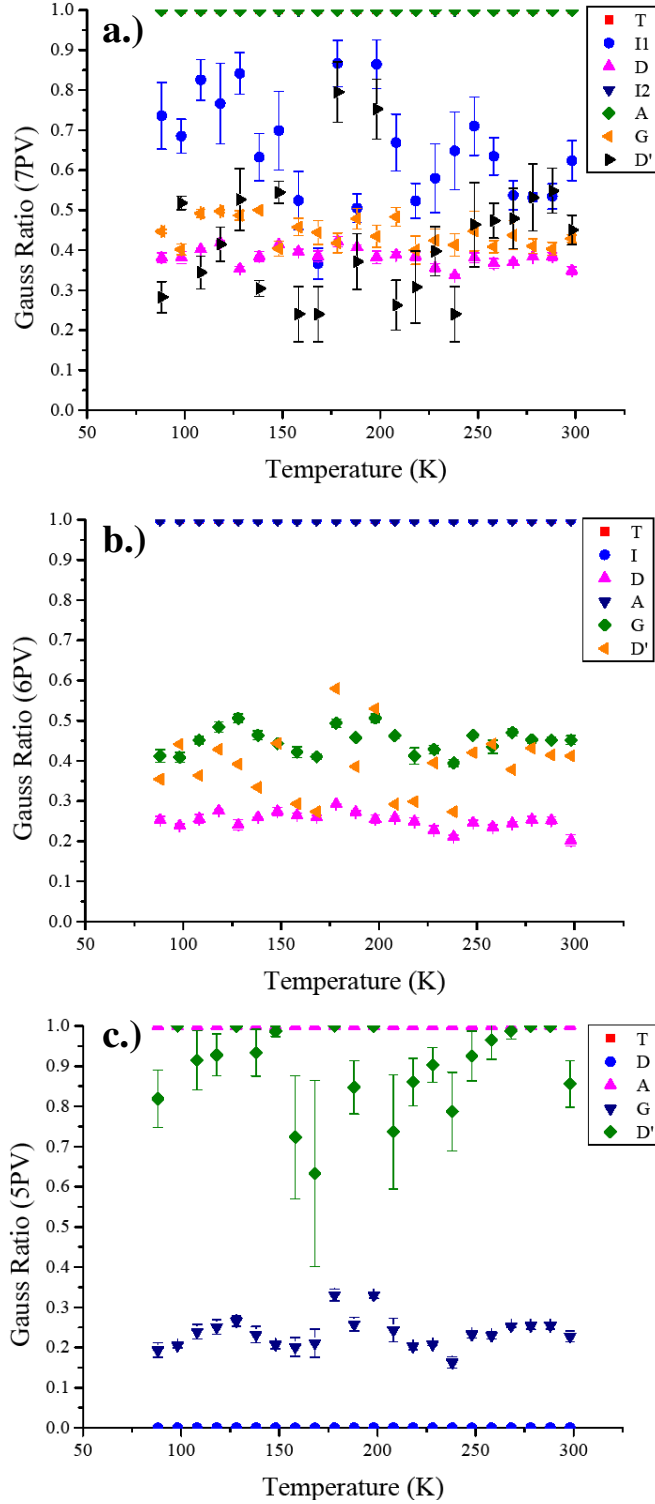 a.)
Gauss Ratio (7PV)
1.0
0.9
0.8
0.7
0.6
0.5
0.4
0.3
0.2
0.1
0.0
50 100 150 200 250 300
Temperature (K)
T
I1
D
I2
A
G
D'
b.)
Gauss Ratio (6PV)
1.0
0.9
0.8
0.7
0.6
0.5
0.4
0.3
0.2
0.1
0.0
50 100 150 200 250 300
Temperature (K)
T
I
D
A
G
D'
c.)
Gauss Ratio (5PV)
1.0
0.9
0.8
0.7
0.6
0.5
0.4
0.3
0.2
0.1
0.0
50 100 150 200 250 300
Temperature (K)
T
D
A
G
D'